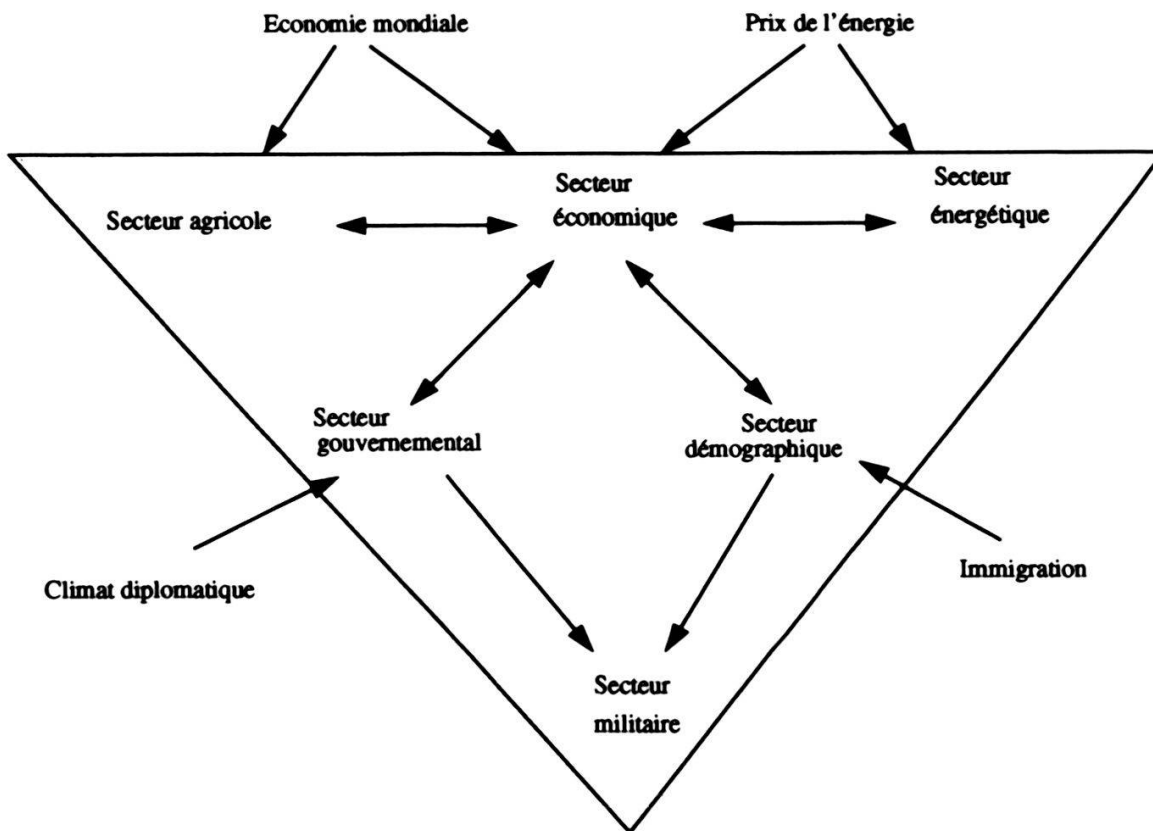 Economie mondiale
Prix de l'énergie
Secteur agricole
Secteur
économique
Secteur
énergétique
Secteur
gouvernemental
Secteur
démographique
Climat diplomatique
Immigration
Secteur
militaire